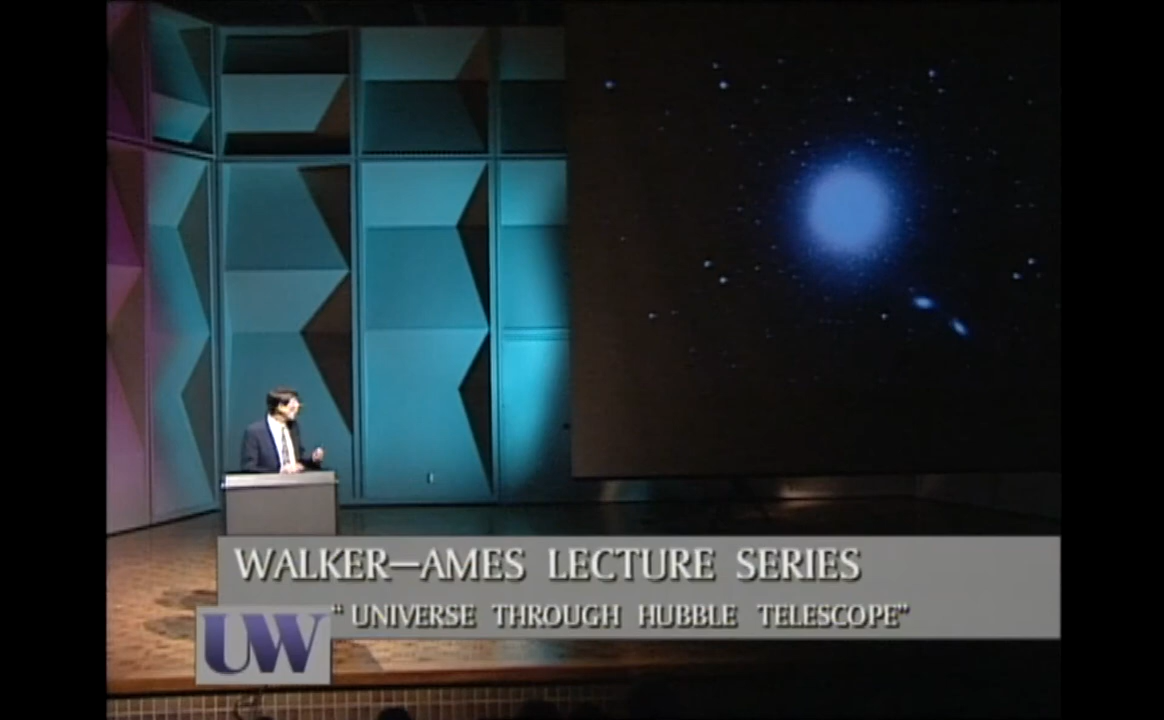 WALKER—AMES LECTURE SERIES
" UNIVERSE THROUGH HUBBLE TELESCOPE"
UW